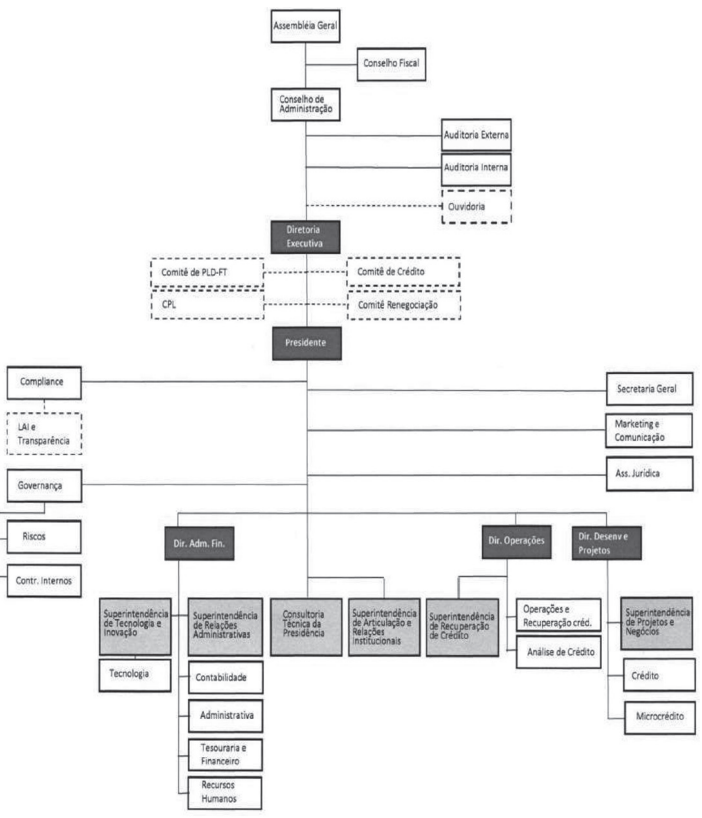 Assembléia Geral
Conselho Fiscal
Conselho de
Administração
Auditoria Externa
Auditoria Interna
Ouvidoria
Diretoria
Executiva
Comitê de PLD-FT
Comitê de Crédito
CPL
Comitê Renegociação
Presidente
Compliance
Secretaria Geral
LAI e
Transparência
Marketing e
Comunicação
Governança
Ass. Jurídica
Riscos
Contr. Internos
Dir. Adm. Fin.
Dir. Operações
Dir. Desenv e
Projetos
Superintendência
de Tecnologia e
Inovação
Superintendência
de Relações
Administrativas
Consultoria
Técnica da
Presidência
Superintendência
de Articulação e
Relações
Institucionais
Superintendência
de Recuperação
de Crédito
Operações e
Recuperação créd.
Análise de Crédito
Superintendência
de Projetos e
Negócios
Tecnologia
Contabilidade
Crédito
Administrativa
Microcrédito
Tesouraria e
Financeiro
Recursos
Humanos